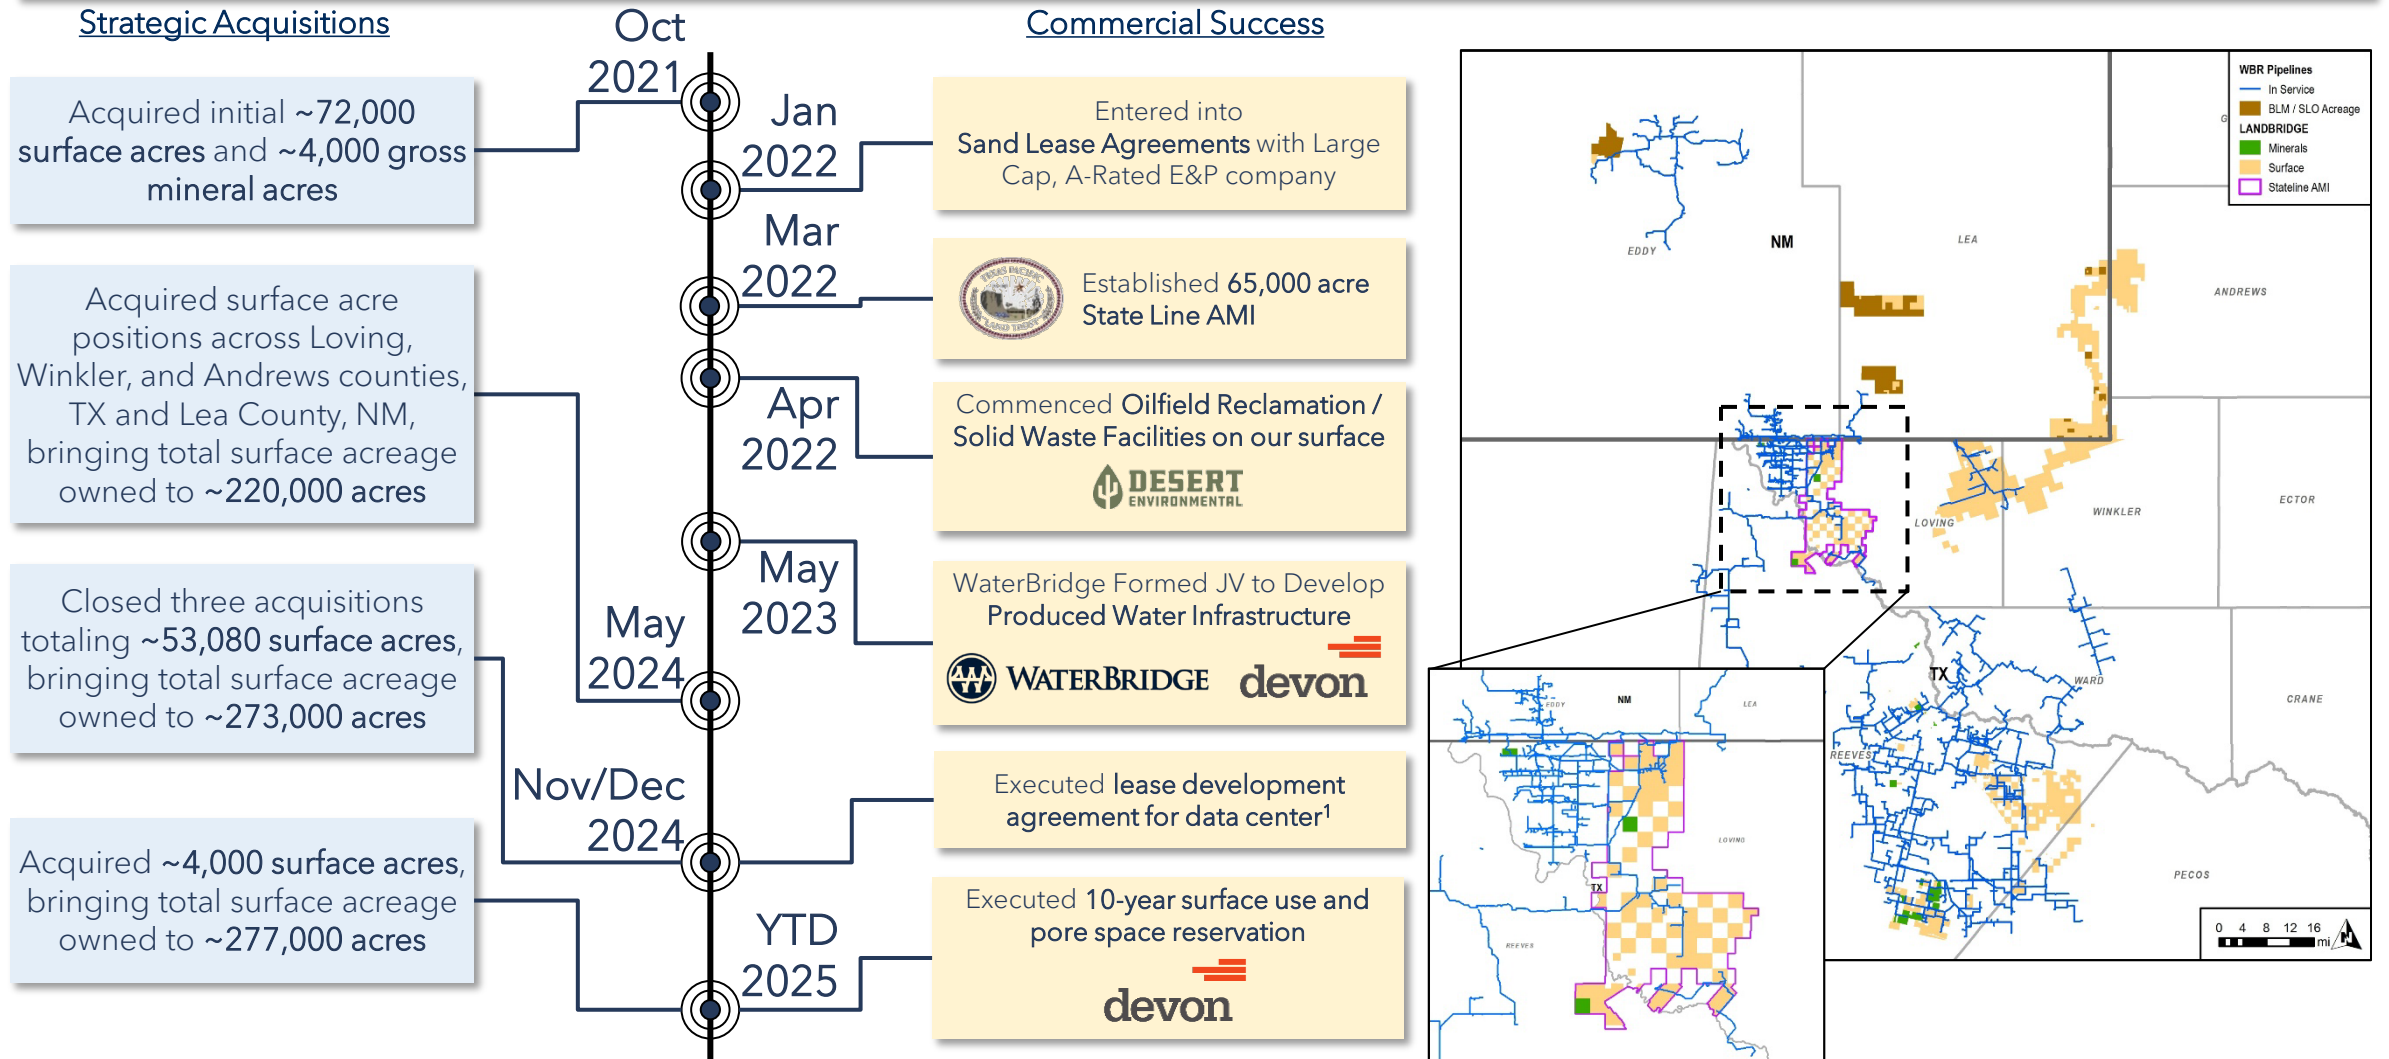 Strategic Acquisitions
Commercial Success
Oct
2021
Acquired initial ~72,000
surface acres and ~4,000 gross
mineral acres
Jan
2022
Entered into
Sand Lease Agreements with Large
Cap, A-Rated E&P company
Mar
2022
TEXAS PACIFIC
LAND TRUST
Established 65,000 acre
State Line AMI
Apr
2022
Commenced Oilfield Reclamation /
Solid Waste Facilities on our surface
DESERT
ENVIRONMENTAL
May
2023
WaterBridge Formed JV to Develop
Produced Water Infrastructure
WATERBRIDGE
devon
Acquired surface acre
positions across Loving,
Winkler, and Andrews counties,
TX and Lea County, NM,
bringing total surface acreage
owned to ~220,000 acres
May
2024
Closed three acquisitions
totaling ~53,080 surface acres,
bringing total surface acreage
owned to ~273,000 acres
Nov/Dec
2024
Executed lease development
agreement for data center1
Acquired ~4,000 surface acres,
bringing total surface acreage
owned to ~277,000 acres
YTD
2025
Executed 10-year surface use and
pore space reservation
devon
WBR Pipelines
In Service
BLM / SLO Acreage
LANDBRIDGE
Minerals
Surface
Stateline AMI
G
EDDY
NM
LEA
ANDREWS
LOVING
WINKLER
ECTOR
TX
WARD
CRANE
REEVES
PECOS
0 4 8 12 16
mi
N
EDDY
NM
LEA
LOVING
TX
REEVES